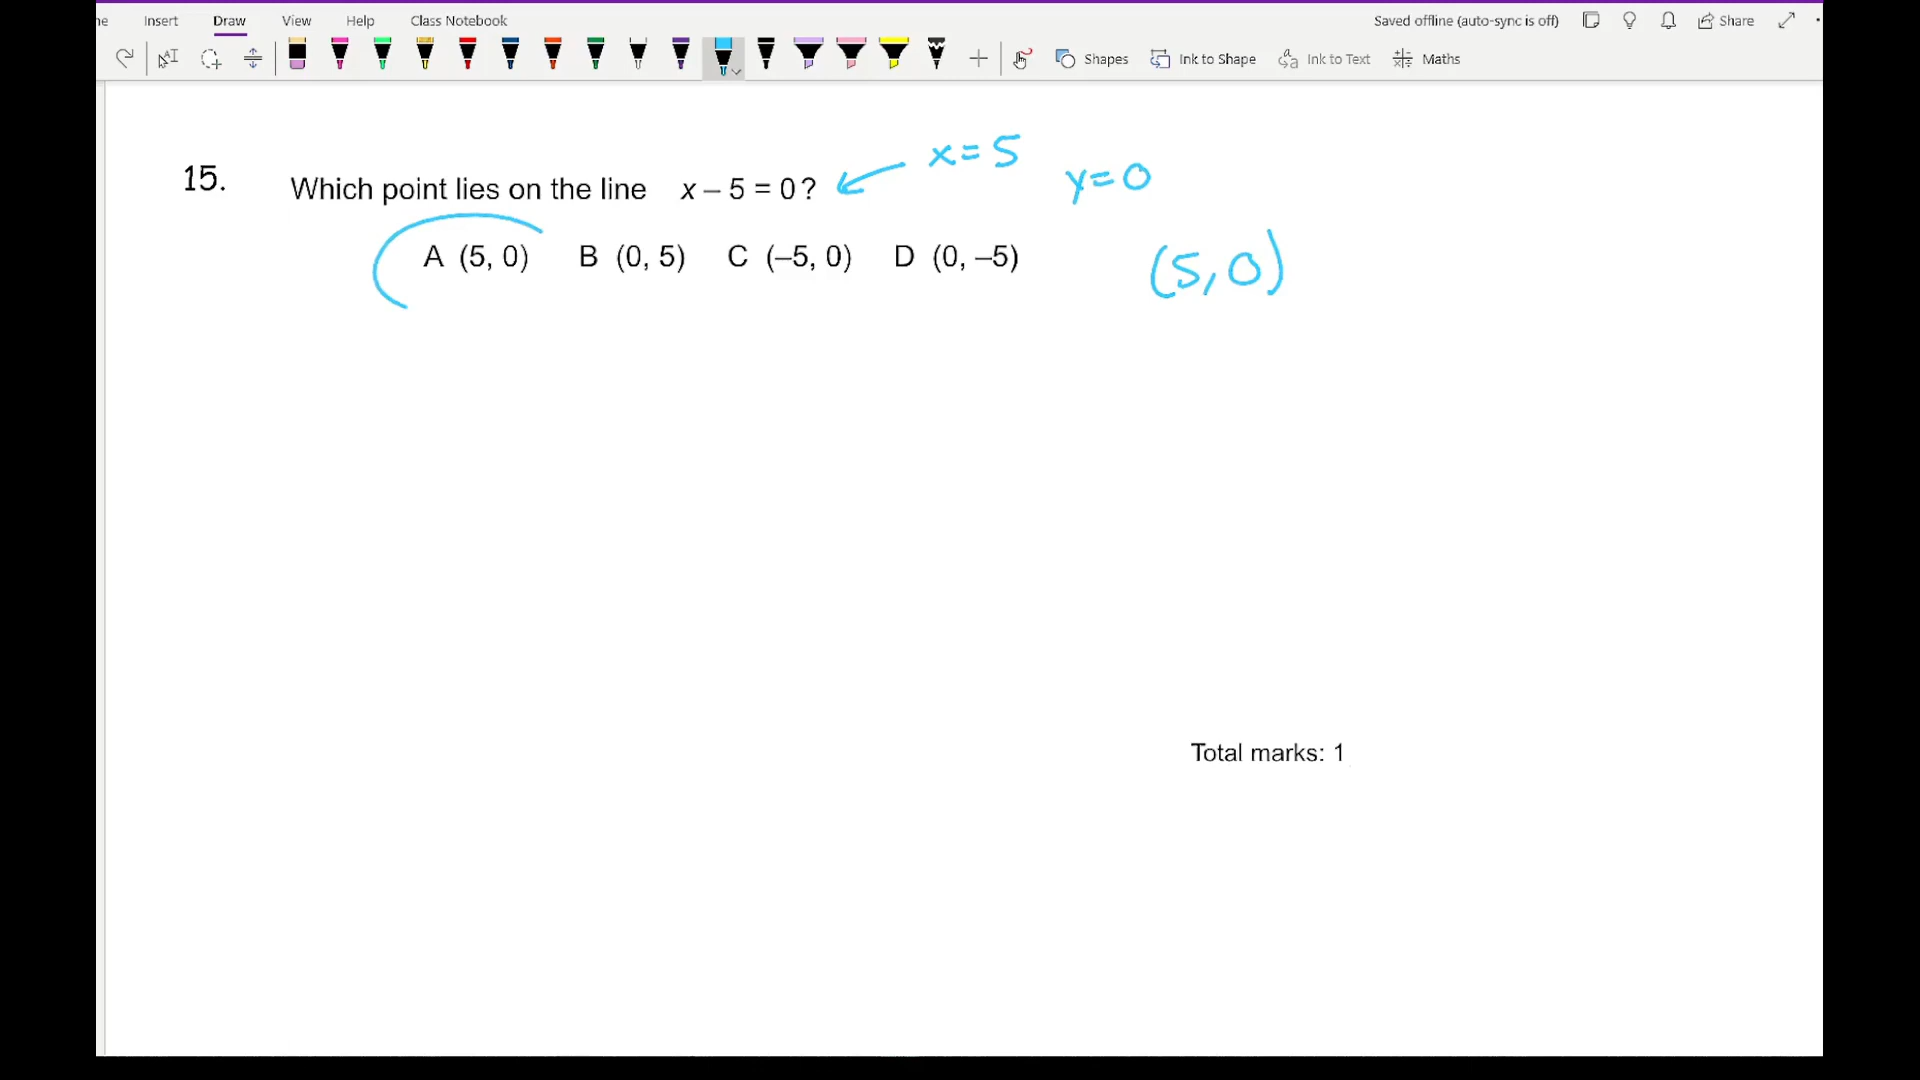 Insert Draw View Help Class Notebook Saved offline (auto-sync is off) Share
Shapes Ink to Shape Ink to Text Maths
x = 5
15. Which point lies on the line x – 5 = 0 ?
y = 0
A (5, 0) B (0, 5) C (–5, 0) D (0, –5)
(5, 0)
Total marks: 1